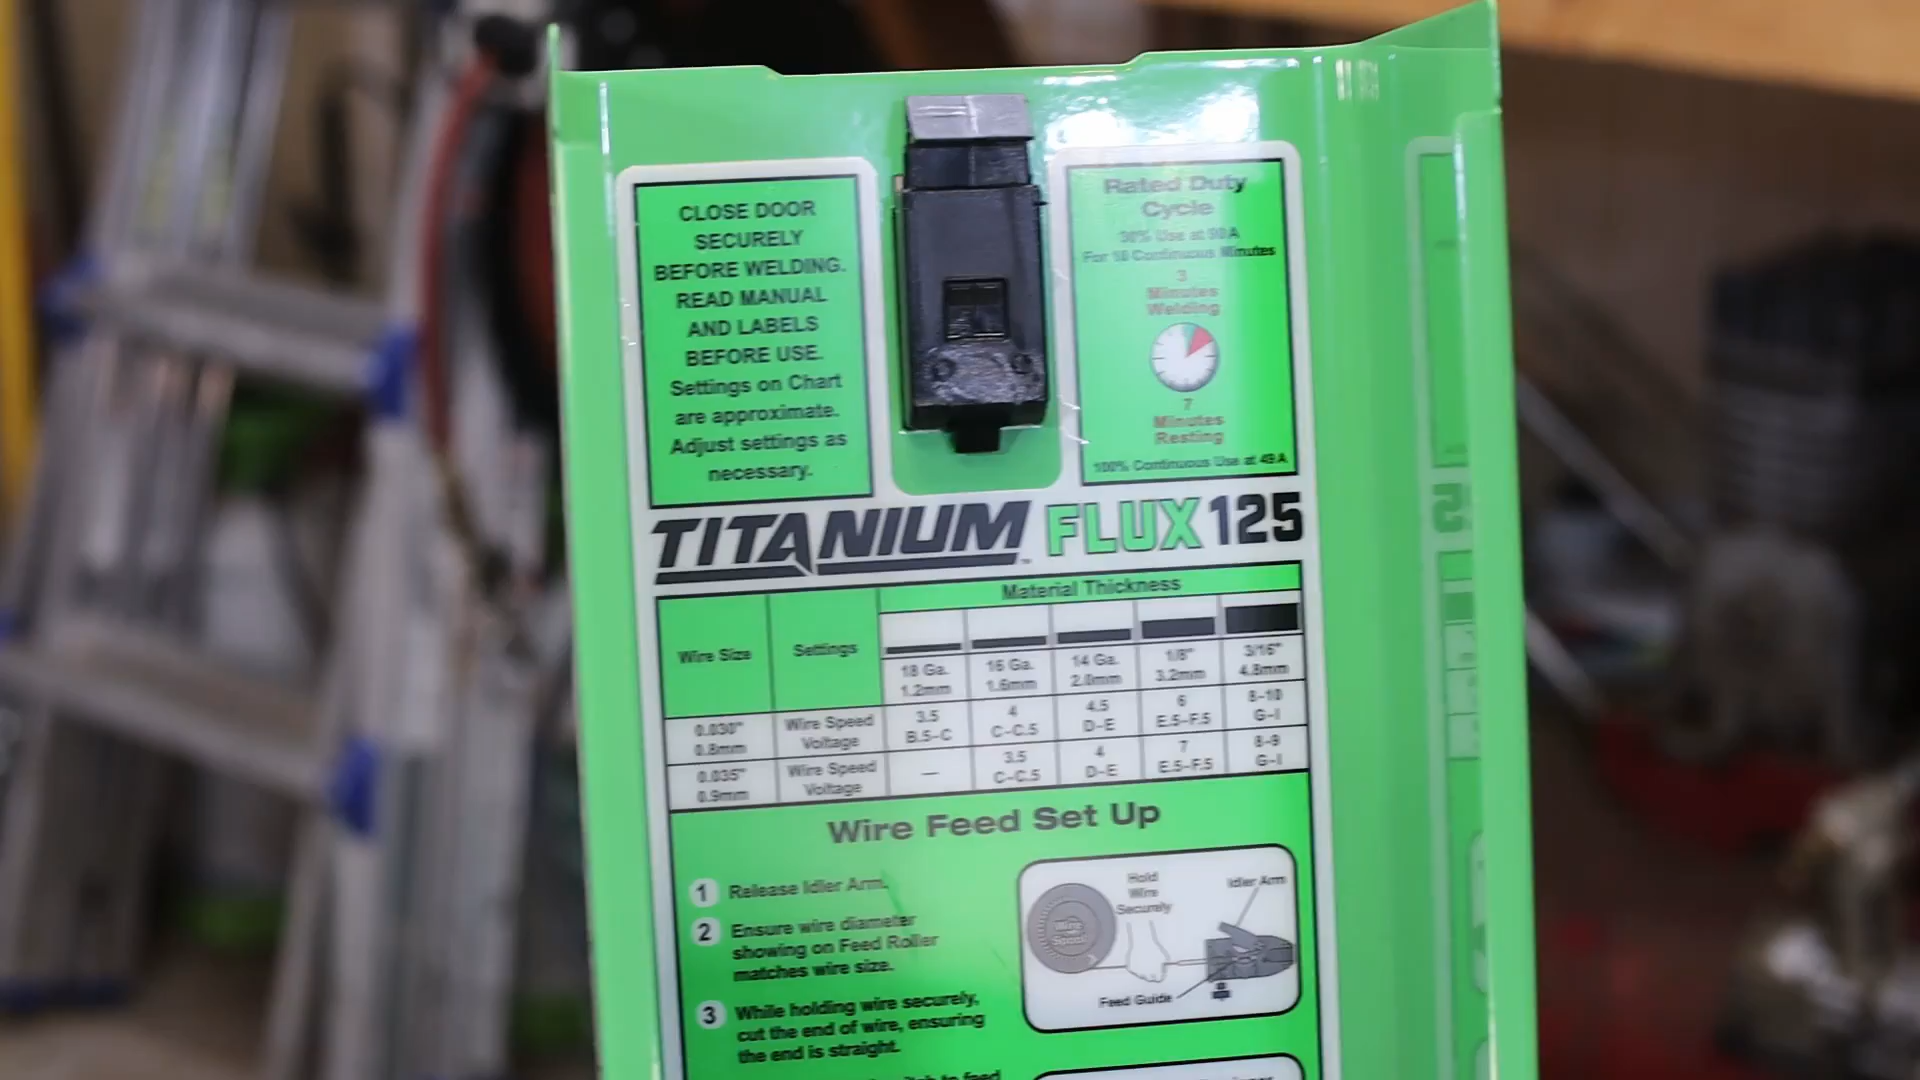 CLOSE DOOR
SECURELY
BEFORE WELDING.
READ MANUAL
AND LABELS
BEFORE USE.
Settings on Chart
are approximate.
Adjust settings as
necessary.
Rated Duty
Cycle
30% Use at 90A
For 10 Continuous Minutes
3
Minutes
Welding
7
Minutes
Resting
100% Continuous Use at 49A
TITANIUM FLUX 125
Material Thickness
Wire Size Settings
18 Ga. 16 Ga. 14 Ga. 1/8" 3/16"
1.2mm 1.6mm 2.0mm 3.2mm 4.8mm
0.030" Wire Speed 3.5 4 4.5 6 8-10
0.8mm Voltage B.5-C C-C.5 D-E E.5-F.5 G-I
0.035" Wire Speed — 3.5 4 7 8-9
0.9mm Voltage C-C.5 D-E E.5-F.5 G-I
Wire Feed Set Up
1 Release Idler Arm.
2 Ensure wire diameter
showing on Feed Roller
matches wire size.
3 While holding wire securely,
cut the end of wire, ensuring
the end is straight.
Hold
Wire
Securely
Idler Arm
Wire
Spool
Feed Guide
to feed